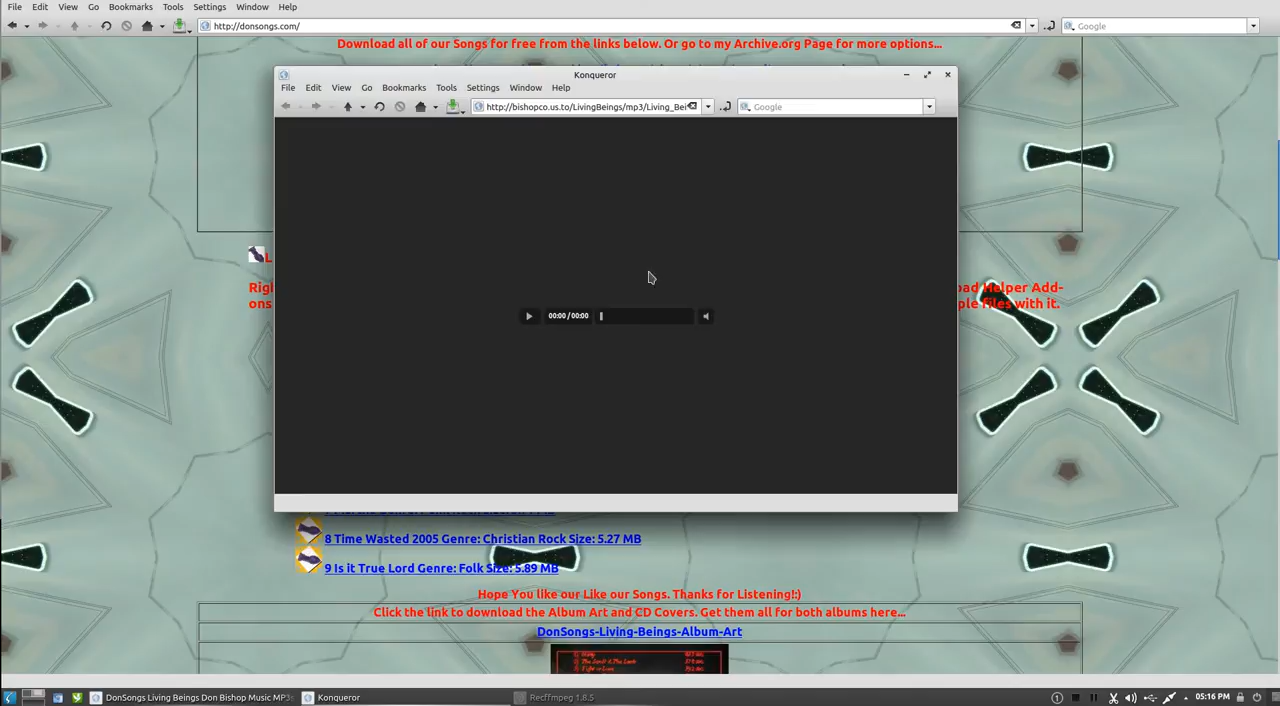 File Edit View Go Bookmarks Tools Settings Window Help
http://donsongs.com/
Google
Download all of our Songs for free from the links below. Or go to my Archive.org Page for more options...
Konqueror
File Edit View Go Bookmarks Tools Settings Window Help
http://bishopco.us.to/LivingBeings/mp3/Living_Bei
Google
L
Rig
oad Helper Add-
ons
ple files with it.
00:00 / 00:00
8 Time Wasted 2005 Genre: Christian Rock Size: 5.27 MB
9 Is it True Lord Genre: Folk Size: 5.89 MB
Hope You like our Like our Songs. Thanks for Listening!:)
Click the link to download the Album Art and CD Covers. Get them all for both albums here...
DonSongs-Living-Beings-Album-Art
DonSongs Living Beings Don Bishop Music MP3
Konqueror
Recffmpeg 1.8.5
1
05:16 PM